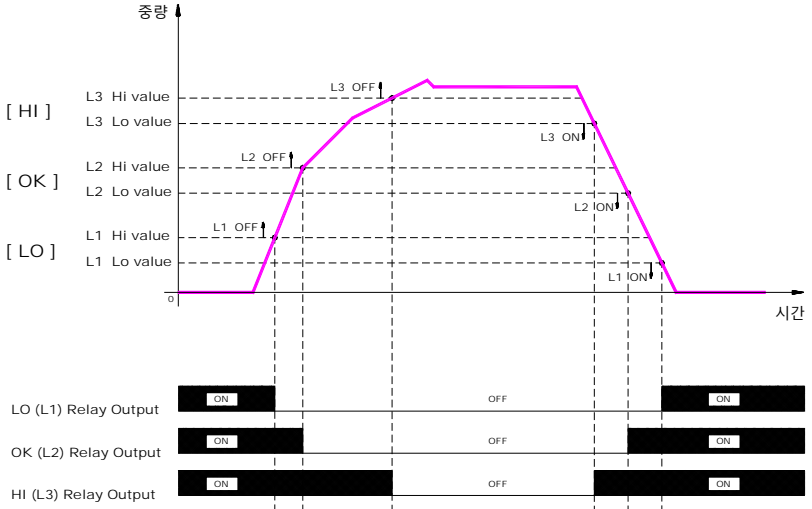 중량
L3 OFF
[ HI ]
L3 Hi value
L3 Lo value
L3 ON
L2 OFF
[ OK ]
L2 Hi value
L2 Lo value
L2 ON
L1 OFF
[ LO ]
L1 Hi value
L1 Lo value
L1 ON
0
시간
LO (L1) Relay Output ON OFF ON
OK (L2) Relay Output ON OFF ON
HI (L3) Relay Output ON OFF ON